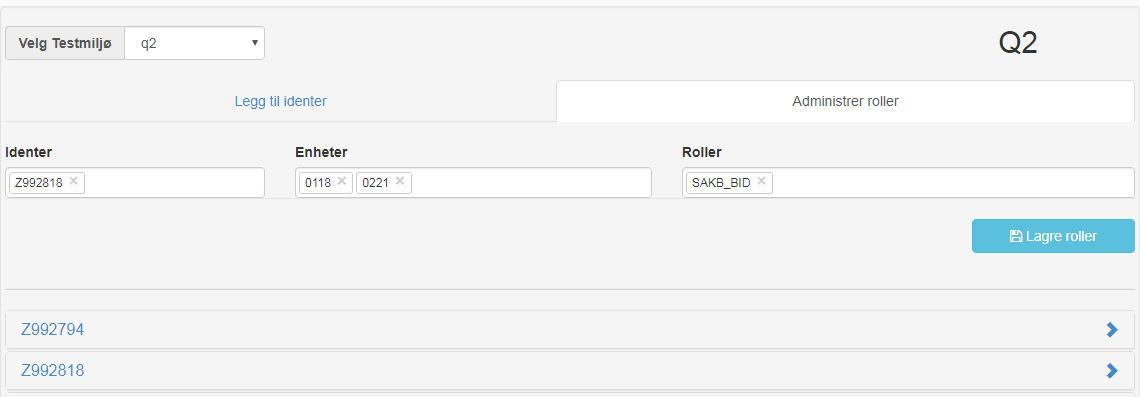 Velg Testmiljø q2
Q2
Legg til identer
Administrer roller
Identer
Enheter
Roller
Z992818 ×
0118 × 0221 ×
SAKB_BID ×
Lagre roller
Z992794
Z992818